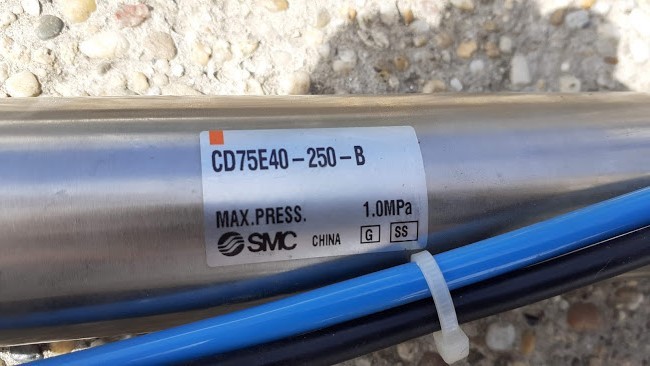 CD75E40-250-B
MAX.PRESS. 1.0MPa
SMC CHINA G SS